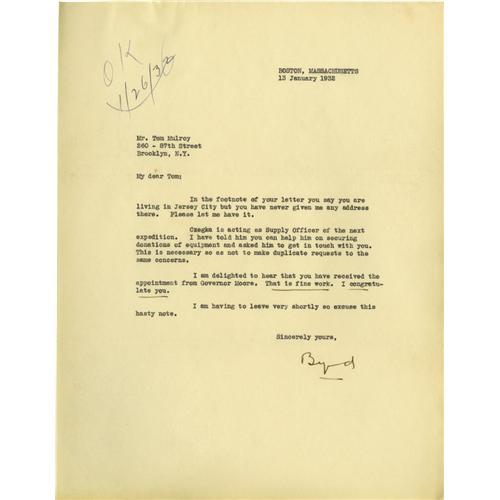 OK
1/26/32
BOSTON, MASSACHUSETTS
13 January 1932
Mr. Tom Mulroy
260 - 87th Street
Brooklyn, N.Y.
My dear Tom:
In the footnote of your letter you say you are
living in Jersey City but you have never given me any address
there. Please let me have it.
Czegka is acting as Supply Officer of the next
expedition. I have told him you can help him on securing
donations of equipment and asked him to get in touch with you.
This is necessary so as not to make duplicate requests to the
same concerns.
I am delighted to hear that you have received the
appointment from Governor Moore. That is fine work. I congratu-
late you.
I am having to leave very shortly so excuse this
hasty note.
Sincerely yours,
Byrd